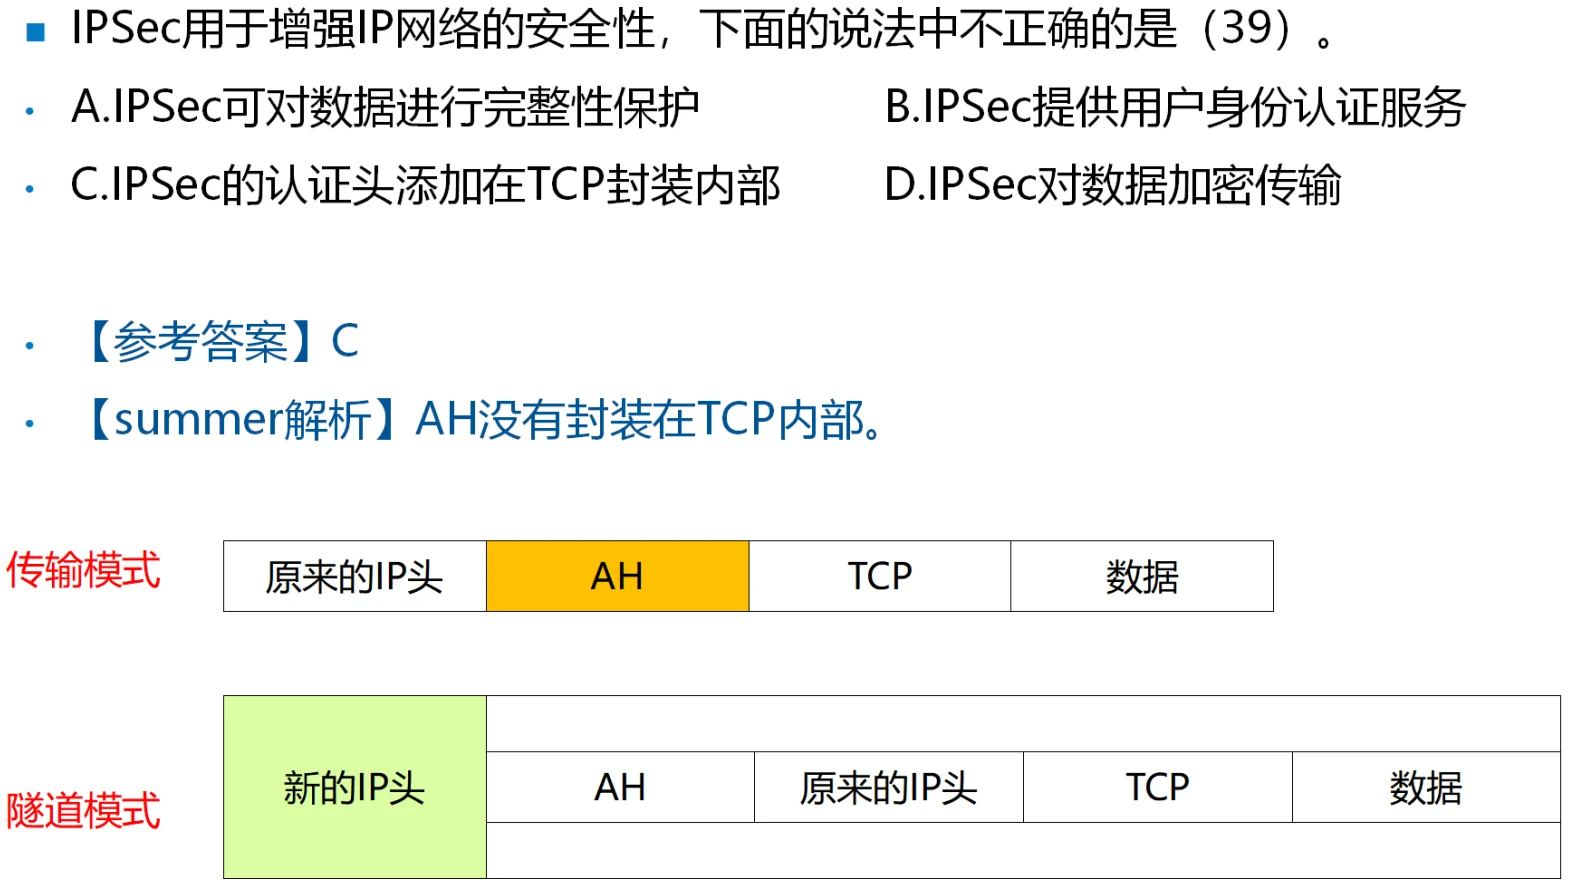 IPSec用于增强IP网络的安全性，下面的说法中不正确的是（39）。
A.IPSec可对数据进行完整性保护 B.IPSec提供用户身份认证服务
C.IPSec的认证头添加在TCP封装内部 D.IPSec对数据加密传输
【参考答案】C
【summer解析】AH没有封装在TCP内部。
传输模式 原来的IP头 AH TCP 数据
隧道模式 新的IP头 AH 原来的IP头 TCP 数据